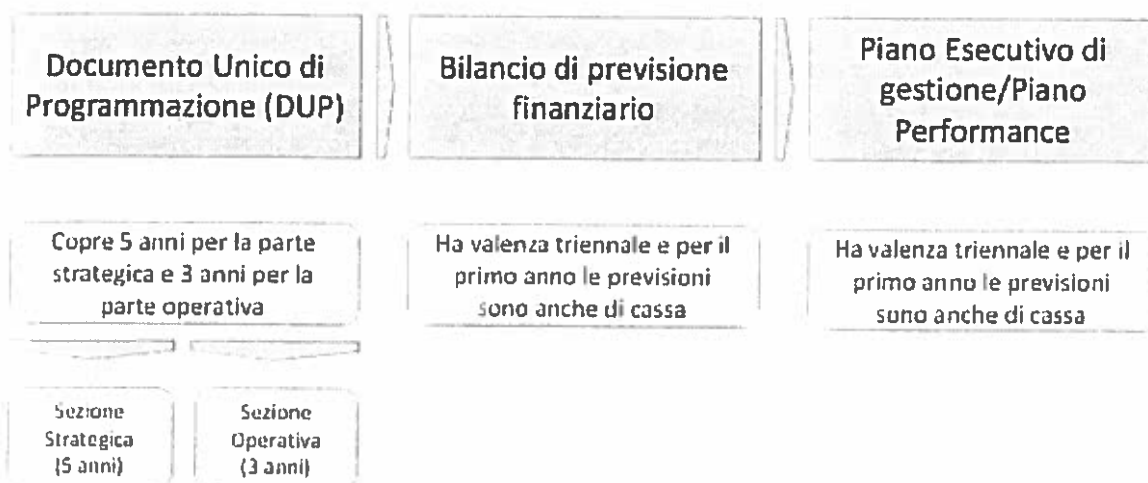 Documento Unico di
Programmazione (DUP)
Bilancio di previsione
finanziario
Piano Esecutivo di
gestione/Piano
Performance
Copre 5 anni per la parte
strategica e 3 anni per la
parte operativa
Ha valenza triennale e per il
primo anno le previsioni
sono anche di cassa
Ha valenza triennale e per il
primo anno le previsioni
sono anche di cassa
Sezione
Strategica
(5 anni)
Sezione
Operativa
(3 anni)